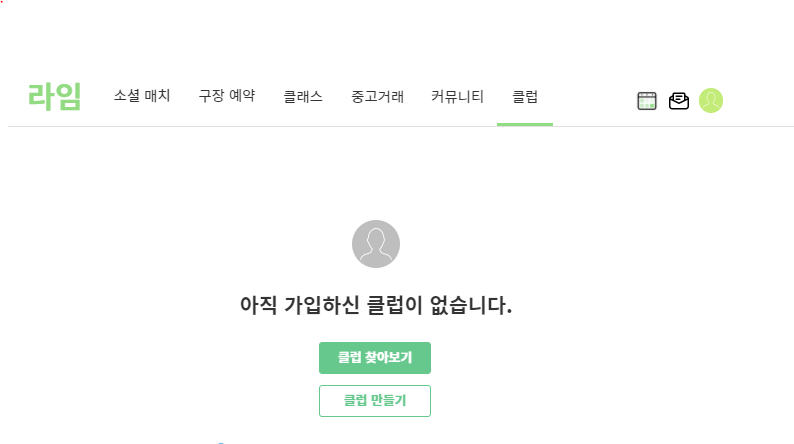 라임 소셜 매치 구장 예약 클래스 중고거래 커뮤니티 클럽
아직 가입하신 클럽이 없습니다.
클럽 찾아보기
클럽 만들기